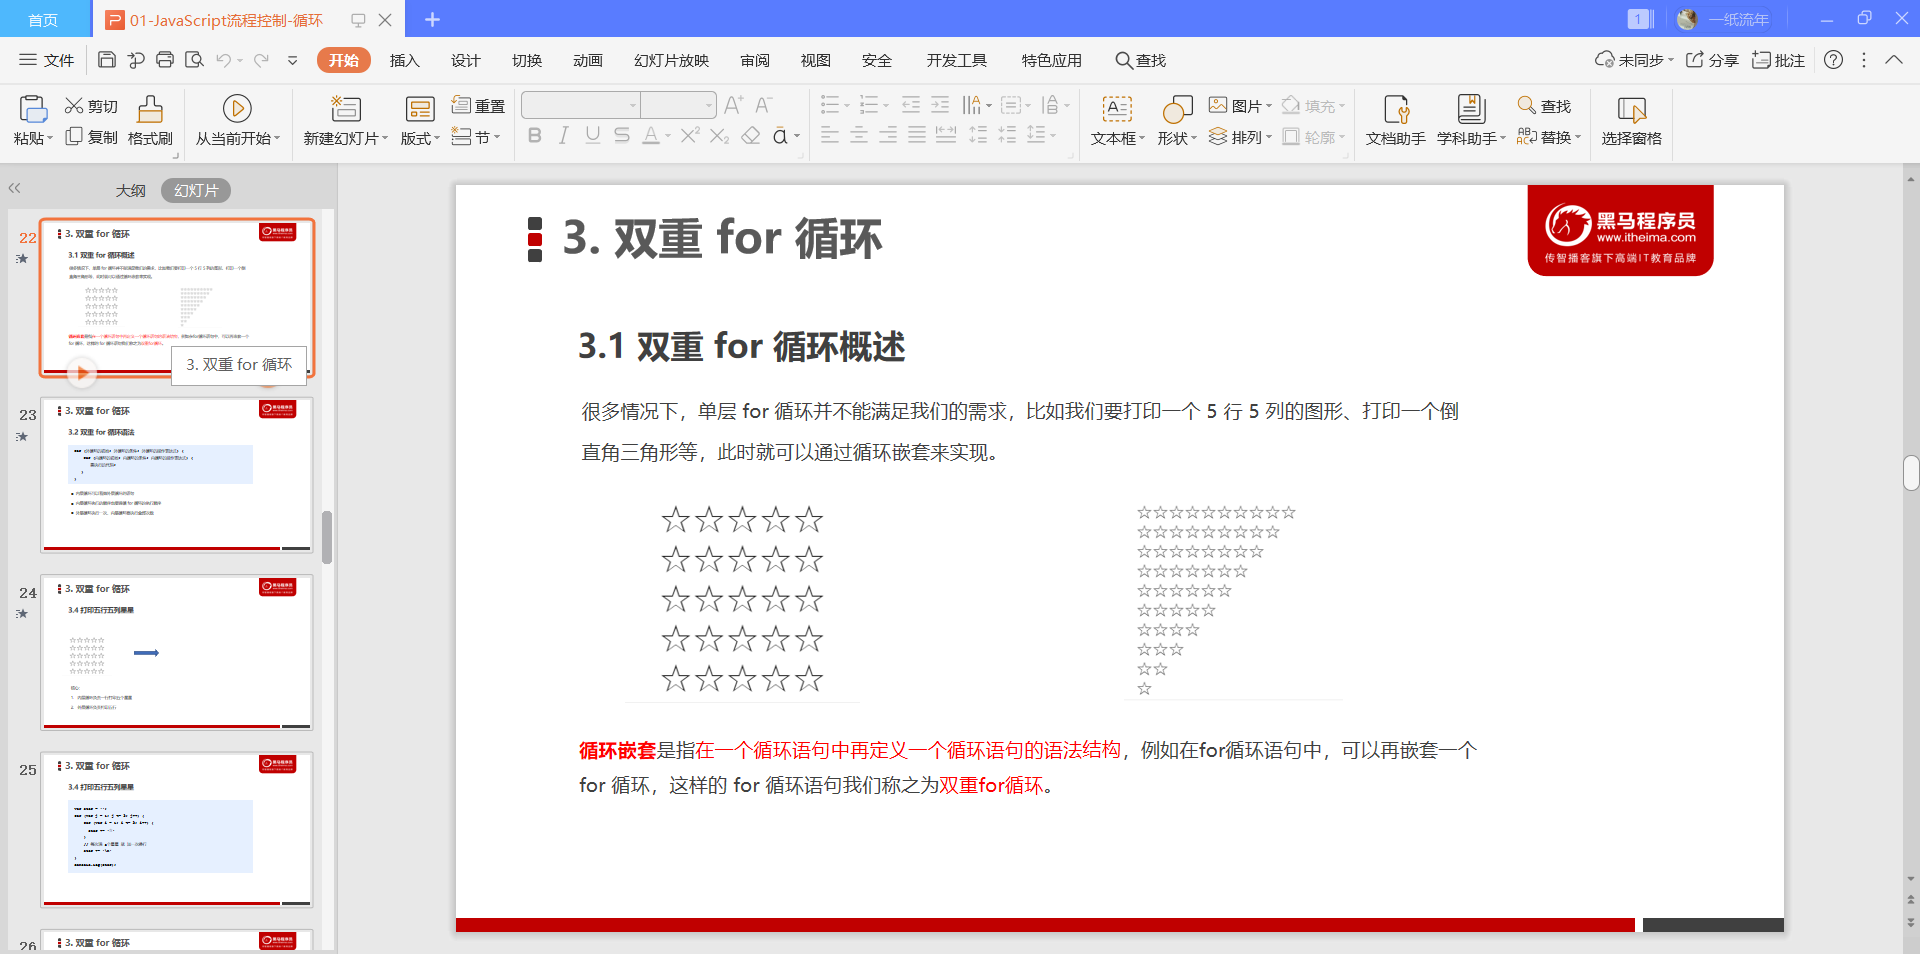 首页
01-JavaScript流程控制-循环
1
一纸流年
文件
开始
插入
设计
切换
动画
幻灯片放映
审阅
视图
安全
开发工具
特色应用
查找
未同步
分享
批注
粘贴
剪切
复制
格式刷
从当前开始
新建幻灯片
版式
重置
节
文本框
形状
图片
排列
填充
轮廓
文档助手
学科助手
查找
替换
选择窗格
大纲
幻灯片
22
3. 双重 for 循环
3.1 双重 for 循环概述
3. 双重 for 循环
23
3. 双重 for 循环
3.2 双重 for 循环语法
24
3. 双重 for 循环
3.4 打印五行五列星星
25
3. 双重 for 循环
3.4 打印五行五列星星
26
3. 双重 for 循环
3. 双重 for 循环
黑马程序员
www.itheima.com
传智播客旗下高端IT教育品牌
3.1 双重 for 循环概述
很多情况下，单层 for 循环并不能满足我们的需求，比如我们要打印一个 5 行 5 列的图形、打印一个倒
直角三角形等，此时就可以通过循环嵌套来实现。
☆☆☆☆☆
☆☆☆☆☆
☆☆☆☆☆
☆☆☆☆☆
☆☆☆☆☆
☆☆☆☆☆☆☆☆☆☆
☆☆☆☆☆☆☆☆☆
☆☆☆☆☆☆☆☆
☆☆☆☆☆☆☆
☆☆☆☆☆☆
☆☆☆☆☆
☆☆☆☆
☆☆☆
☆☆
☆
循环嵌套是指在一个循环语句中再定义一个循环语句的语法结构，例如在for循环语句中，可以再嵌套一个
for 循环，这样的 for 循环语句我们称之为双重for循环。